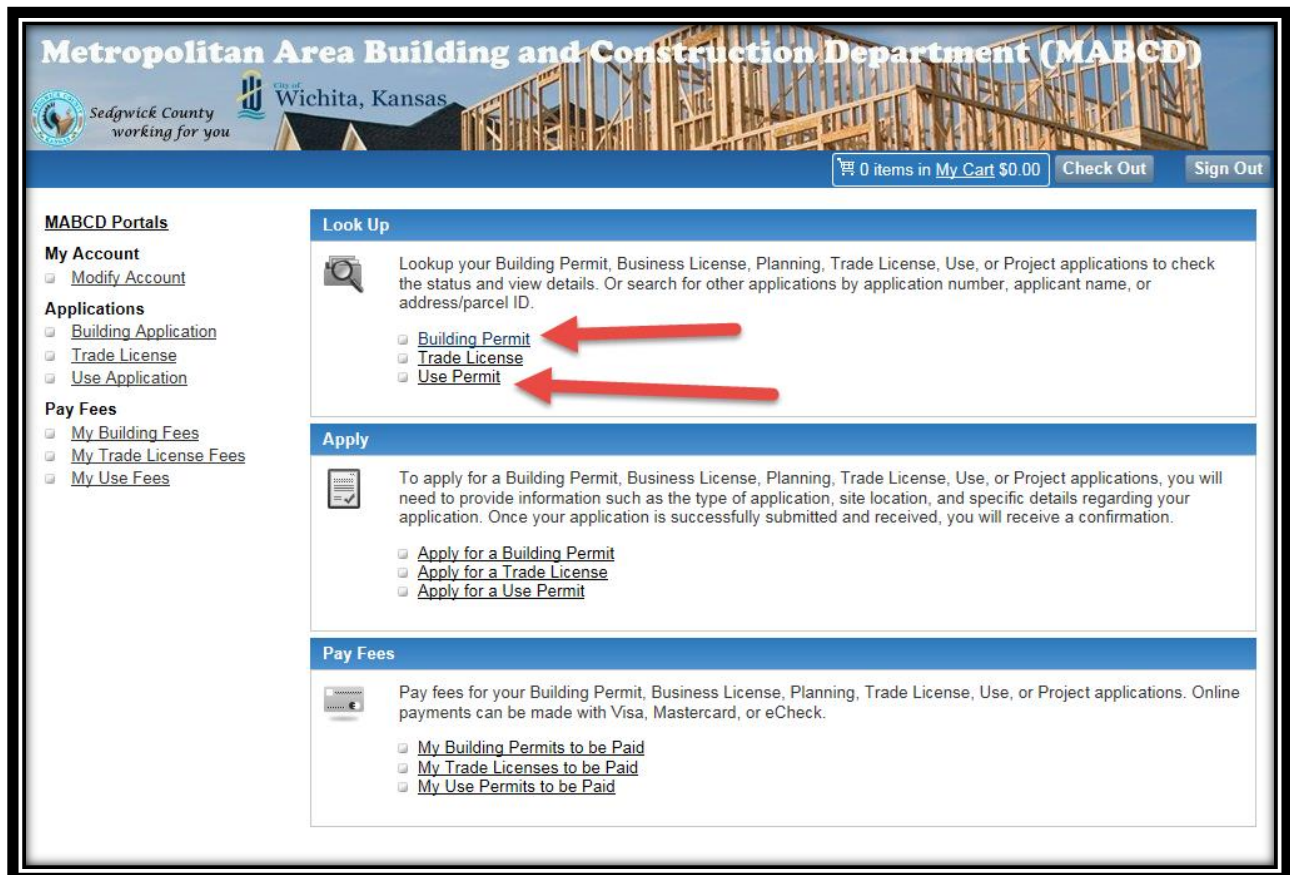 Metropolitan Area Building and Construction Department (MABCD)
Sedgwick County
working for you
City of
Wichita, Kansas
0 items in My Cart $0.00
Check Out
Sign Out
MABCD Portals
My Account
Modify Account
Applications
Building Application
Trade License
Use Application
Pay Fees
My Building Fees
My Trade License Fees
My Use Fees
Look Up
Lookup your Building Permit, Business License, Planning, Trade License, Use, or Project applications to check
the status and view details. Or search for other applications by application number, applicant name, or
address/parcel ID.
Building Permit
Trade License
Use Permit
Apply
To apply for a Building Permit, Business License, Planning, Trade License, Use, or Project applications, you will
need to provide information such as the type of application, site location, and specific details regarding your
application. Once your application is successfully submitted and received, you will receive a confirmation.
Apply for a Building Permit
Apply for a Trade License
Apply for a Use Permit
Pay Fees
Pay fees for your Building Permit, Business License, Planning, Trade License, Use, or Project applications. Online
payments can be made with Visa, Mastercard, or eCheck.
My Building Permits to be Paid
My Trade Licenses to be Paid
My Use Permits to be Paid